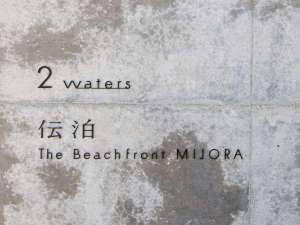 2 waters
伝泊
The Beachfront MIJORA